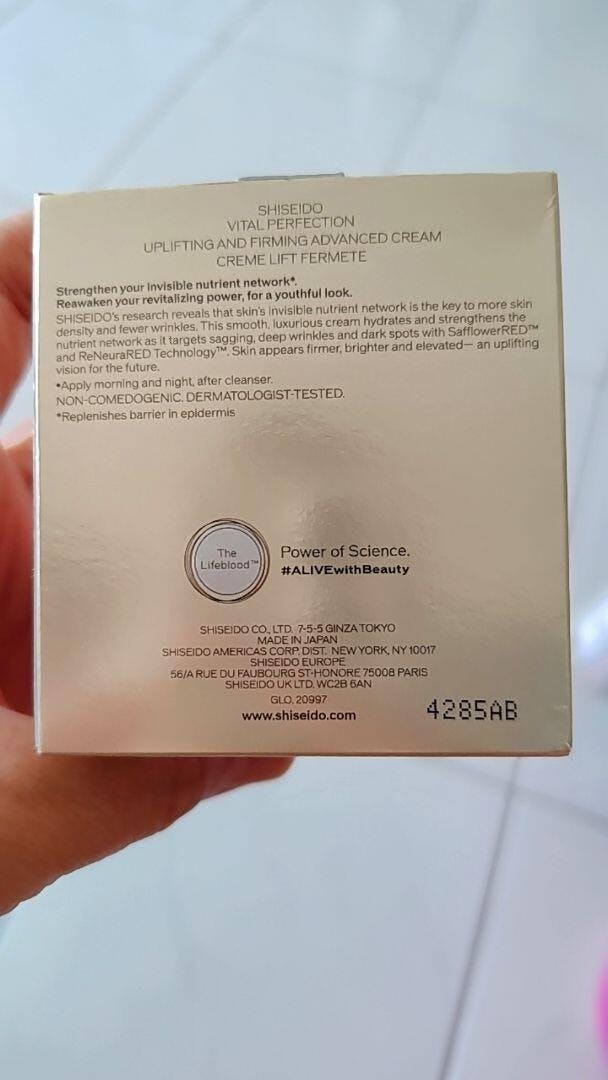 SHISEIDO
VITAL PERFECTION
UPLIFTING AND FIRMING ADVANCED CREAM
CREME LIFT FERMETE
Strengthen your invisible nutrient network*.
Reawaken your revitalizing power, for a youthful look.
SHISEIDO's research reveals that skin's invisible nutrient network is the key to more skin
density and fewer wrinkles. This smooth, luxurious cream hydrates and strengthens the
nutrient network as it targets sagging, deep wrinkles and dark spots with SafflowerRED™
and ReNeuraRED Technology™. Skin appears firmer, brighter and elevated— an uplifting
vision for the future.
•Apply morning and night, after cleanser.
NON-COMEDOGENIC. DERMATOLOGIST-TESTED.
*Replenishes barrier in epidermis
The
Lifeblood™
Power of Science.
#ALIVEwithBeauty
SHISEIDO CO., LTD. 7-5-5 GINZA TOKYO
MADE IN JAPAN
SHISEIDO AMERICAS CORP. DIST. NEW YORK, NY 10017
SHISEIDO EUROPE
56/A RUE DU FAUBOURG ST-HONORE 75008 PARIS
SHISEIDO UK LTD. WC2B 6AN
GLO. 20997
www.shiseido.com
4285AB